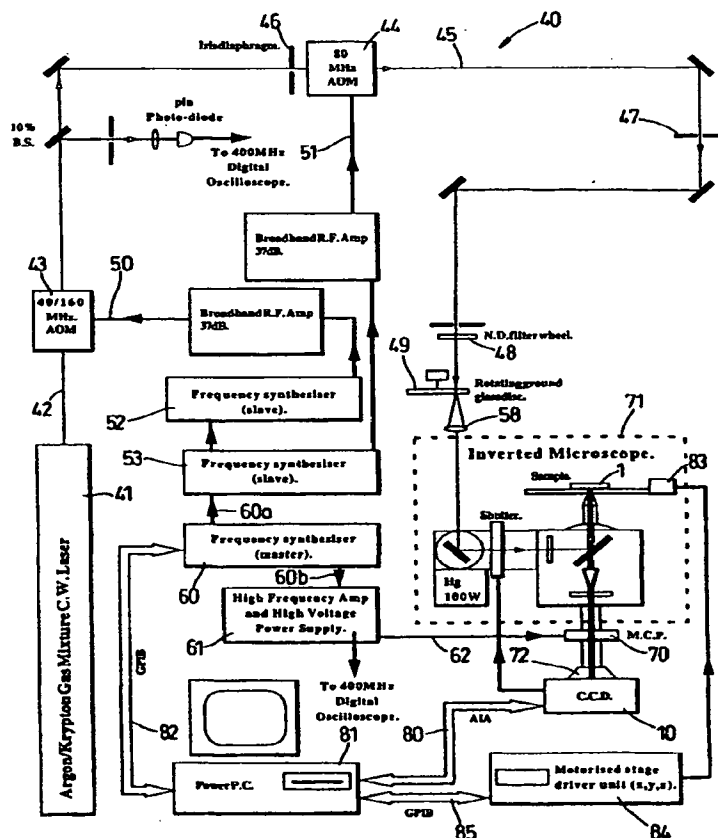 46
44
40
Irisdiaphragm.
80
MHz
AOM
45
pin
Photo-diode
10%
B.S.
To 400MHz
Digital
Oscilloscope.
51
47
Broadband R.F. Amp
37dB.
43
40/160
MHz.
AOM
50
Broadband R.F. Amp
37dB.
N.D. filter wheel.
48
49
Rotating ground
glass disc.
58
42
Frequency synthesiser
(slave).
52
71
Inverted Microscope.
83
Sample.
1
53
Frequency synthesiser
(slave).
41
60a
Shutter.
Frequency synthesiser
(master).
60
60b
Hg
100W
High Frequency Amp
and High Voltage
Power Supply.
61
62
M.C.P.
70
Argon/Krypton Gas Mixture C.W. Laser
GPIB
82
To 400MHz
Digital
Oscilloscope.
72
C.C.D.
10
80
AIA
81
Power P.C.
Motorised stage
driver unit (x,y,z)
GPIB
85
84